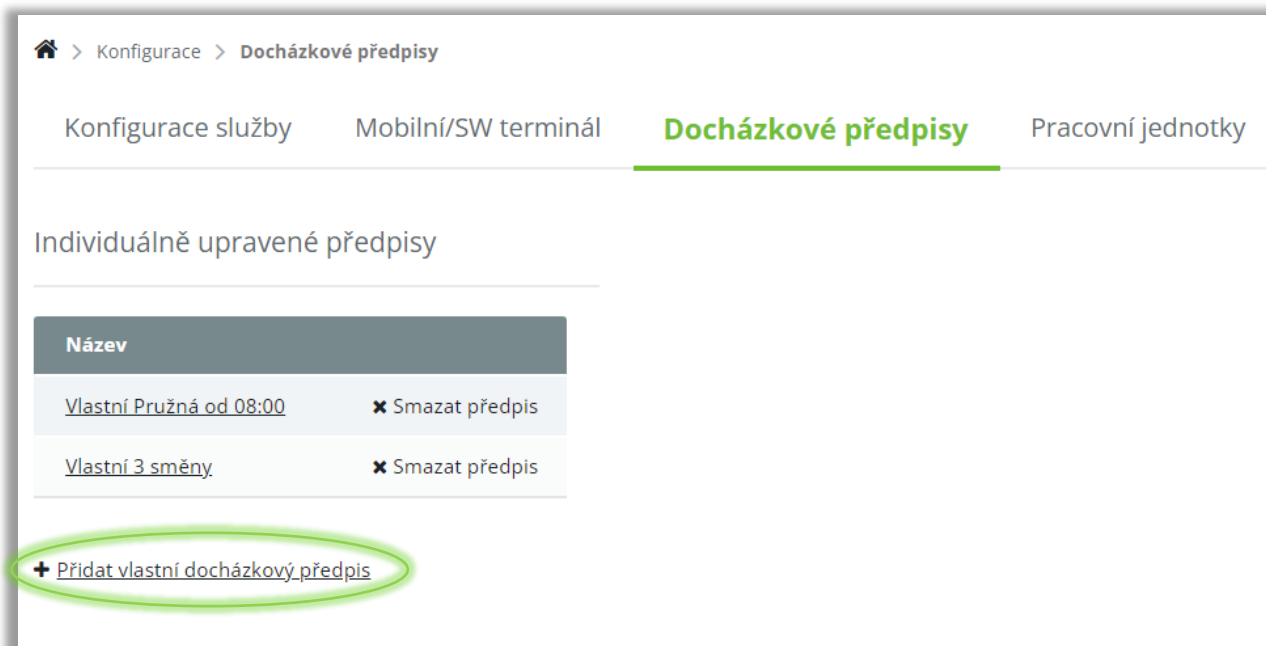 > Konfigurace > Docházkové předpisy
Konfigurace služby Mobilní/SW terminál Docházkové předpisy Pracovní jednotky
Individuálně upravené předpisy
Název
Vlastní Pružná od 08:00 ✖ Smazat předpis
Vlastní 3 směny ✖ Smazat předpis
+ Přidat vlastní docházkový předpis